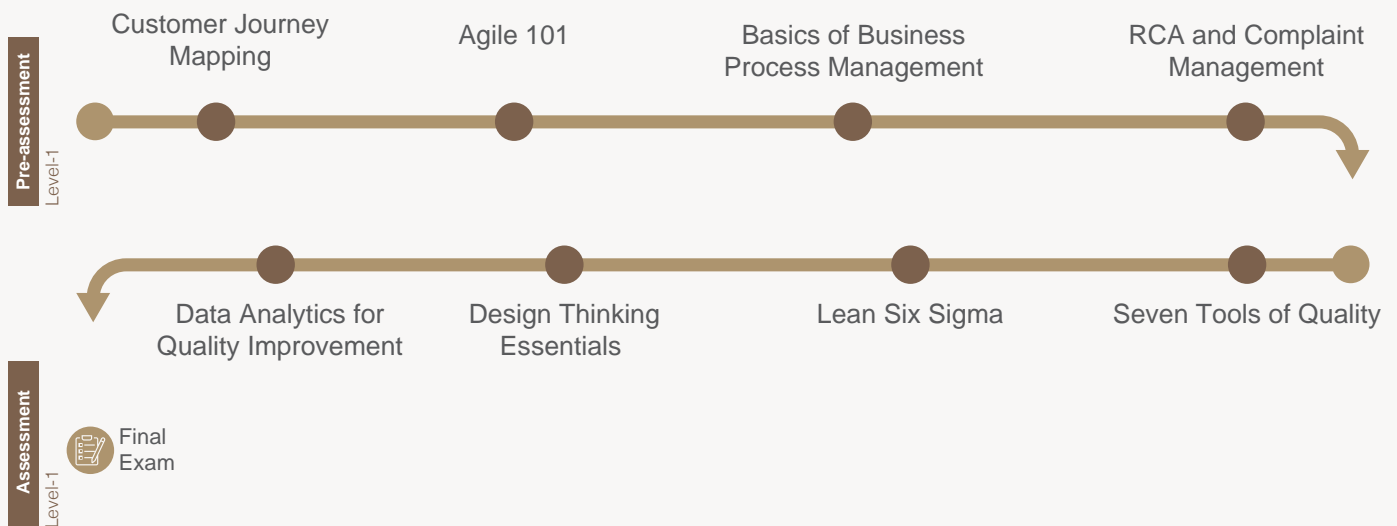 Pre-assessment
Level-1
Customer Journey
Mapping
Agile 101
Basics of Business
Process Management
RCA and Complaint
Management
Data Analytics for
Quality Improvement
Design Thinking
Essentials
Lean Six Sigma
Seven Tools of Quality
Assessment
Level-1
Final
Exam